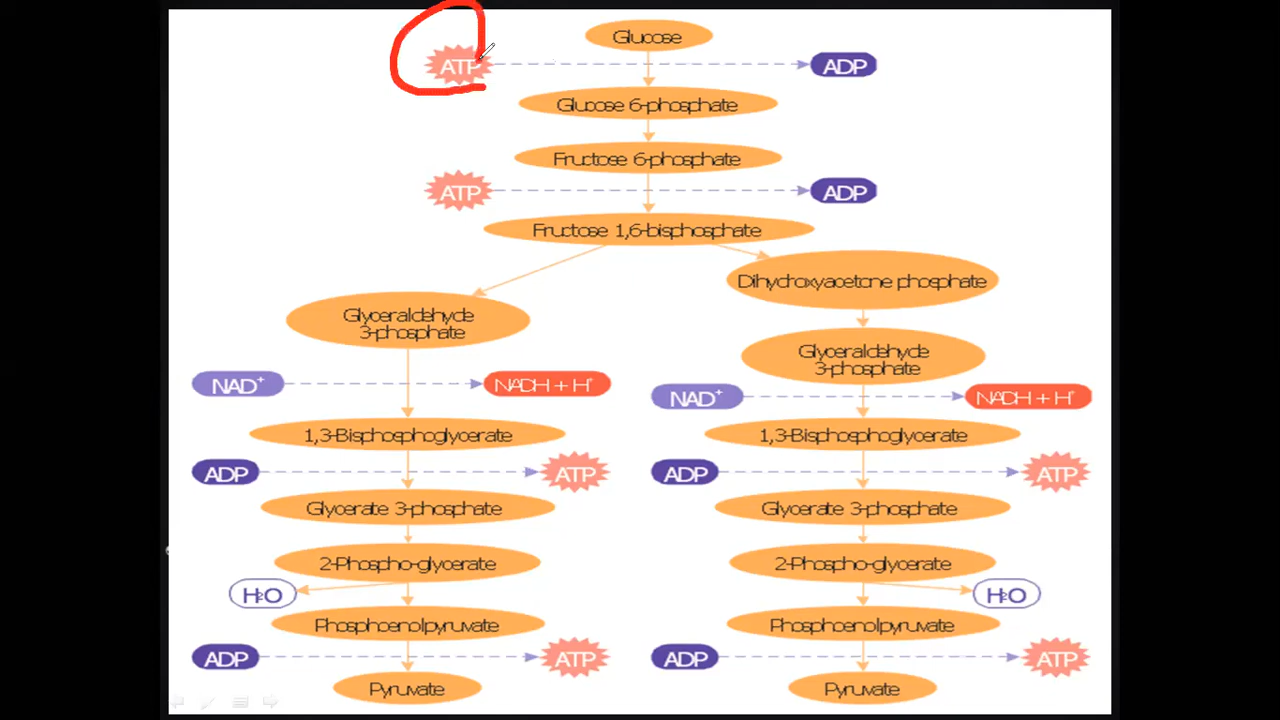 Glucose
ATP
ADP
Glucose 6-phosphate
Fructose 6-phosphate
ATP
ADP
Fructose 1,6-bisphosphate
Dihydroxyacetone phosphate
Glyceraldehyde
3-phosphate
Glyceraldehyde
3-phosphate
NAD⁺
NADH + H⁺
NAD⁺
NADH + H⁺
1,3-Bisphosphoglycerate
1,3-Bisphosphoglycerate
ADP
ATP
ADP
ATP
Glycerate 3-phosphate
Glycerate 3-phosphate
2-Phospho-glycerate
2-Phospho-glycerate
H₂O
H₂O
Phosphoenolpyruvate
Phosphoenolpyruvate
ADP
ATP
ADP
ATP
Pyruvate
Pyruvate